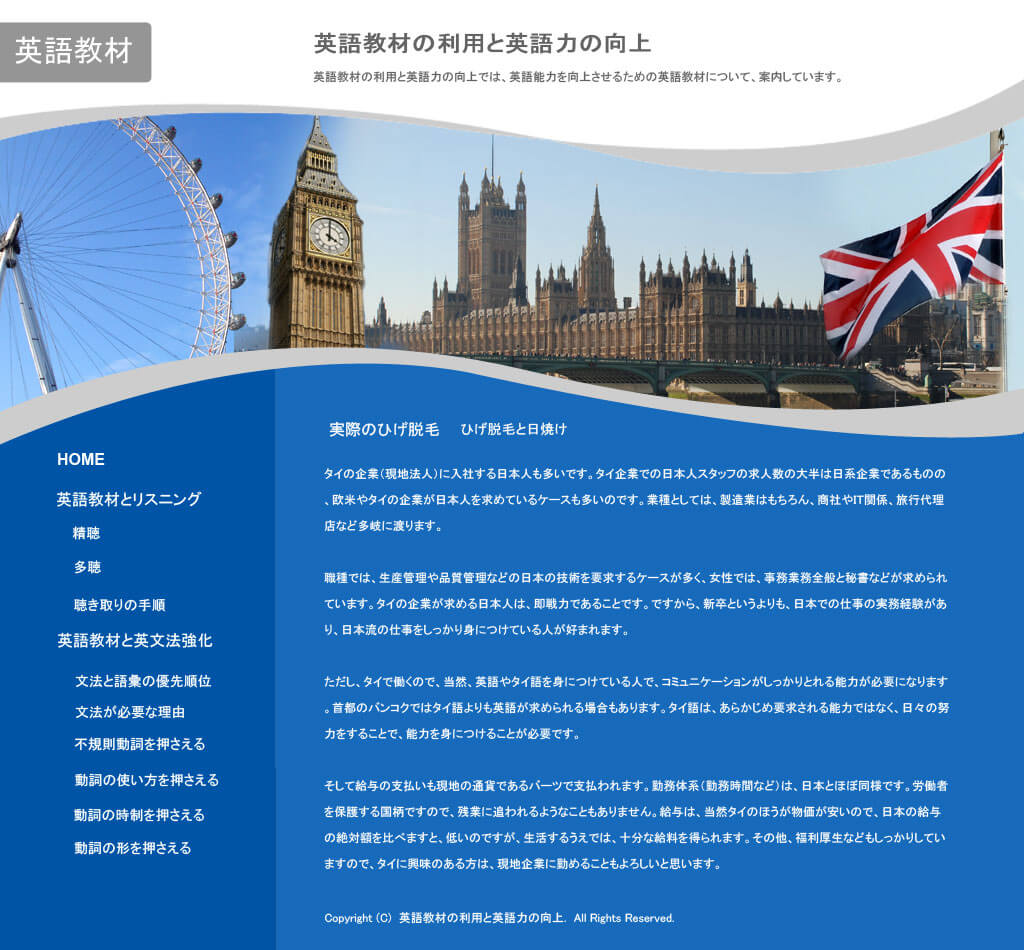 英語教材
英語教材の利用と英語力の向上
英語教材の利用と英語力の向上では、英語能力を向上させるための英語教材について、案内しています。
HOME
英語教材とリスニング
精聴
多聴
聴き取りの手順
英語教材と英文法強化
文法と語彙の優先順位
文法が必要な理由
不規則動詞を押さえる
動詞の使い方を押さえる
動詞の時制を押さえる
動詞の形を押さえる
実際のひげ脱毛 ひげ脱毛と日焼け
タイの企業（現地法人）に入社する日本人も多いです。タイ企業での日本人スタッフの求人数の大半は日系企業であるものの
、欧米やタイの企業が日本人を求めているケースも多いのです。業種としては、製造業はもちろん、商社やIT関係、旅行代理
店など多岐に渡ります。
職種では、生産管理や品質管理などの日本の技術を要求するケースが多く、女性では、事務業務全般と秘書などが求められ
ています。タイの企業が求める日本人は、即戦力であることです。ですから、新卒というよりも、日本での仕事の実務経験があ
り、日本流の仕事をしっかり身につけている人が好まれます。
ただし、タイで働くので、当然、英語やタイ語を身につけている人で、コミュニケーションがしっかりとれる能力が必要になります
。首都のバンコクではタイ語よりも英語が求められる場合もあります。タイ語は、あらかじめ要求される能力ではなく、日々の努
力をすることで、能力を身につけることが必要です。
そして給与の支払いも現地の通貨であるバーツで支払われます。勤務体系（勤務時間など）は、日本とほぼ同様です。労働者
を保護する国柄ですので、残業に追われるようなこともありません。給与は、当然タイのほうが物価が安いので、日本の給与
の絶対額を比べますと、低いのですが、生活するうえでは、十分な給料を得られます。その他、福利厚生などもしっかりしてい
ますので、タイに興味のある方は、現地企業に勤めることもよろしいと思います。
Copyright (C) 英語教材の利用と英語力の向上. All Rights Reserved.